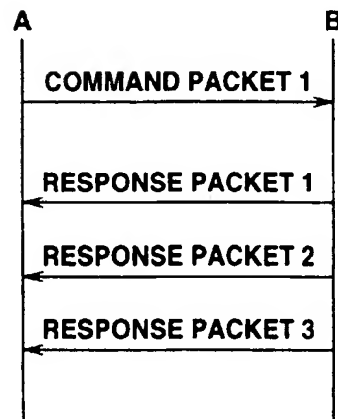 A B
COMMAND PACKET 1
RESPONSE PACKET 1
RESPONSE PACKET 2
RESPONSE PACKET 3